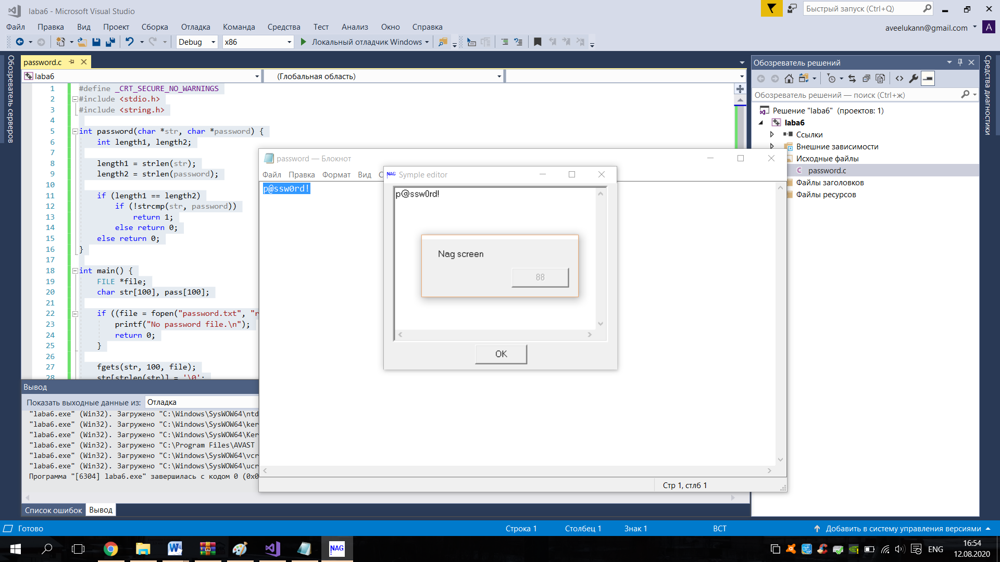 laba6 - Microsoft Visual Studio
Быстрый запуск (Ctrl+Q)
Файл Правка Вид Проект Сборка Отладка Команда Средства Тест Анализ Окно Справка
aveelukann@gmail.com A
Debug x86 Локальный отладчик Windows
Обозреватель серверов
password.c
laba6 (Глобальная область)
1 #define _CRT_SECURE_NO_WARNINGS
2 #include <stdio.h>
3 #include <string.h>
4
5 int password(char *str, char *password) {
6 int length1, length2;
7
8 length1 = strlen(str);
9 length2 = strlen(password);
10
11 if (length1 == length2)
12 if (!strcmp(str, password))
13 return 1;
14 else return 0;
15 else return 0;
16 }
17
18 int main() {
19 FILE *file;
20 char str[100], pass[100];
21
22 if ((file = fopen("password.txt", "r
23 printf("No password file.\n");
24 return 0;
25 }
26
27 fgets(str, 100, file);
28 str[strlen(str)] = '\0';
Вывод
Показать выходные данные из: Отладка
"laba6.exe" (Win32). Загружено "C:\Windows\SysWOW64\ntd
"laba6.exe" (Win32). Загружено "C:\Windows\SysWOW64\ker
"laba6.exe" (Win32). Загружено "C:\Windows\SysWOW64\Ker
"laba6.exe" (Win32). Загружено "C:\Program Files\AVAST
"laba6.exe" (Win32). Загружено "C:\Windows\SysWOW64\vcr
"laba6.exe" (Win32). Загружено "C:\Windows\SysWOW64\ucr
Программа "[6304] laba6.exe" завершилась с кодом 0 (0x0
Список ошибок Вывод
password — Блокнот
Файл Правка Формат Вид С
p@ssw0rd!
Стр 1, стлб 1
NAG Symple editor
p@ssw0rd!
Nag screen
88
OK
Обозреватель решений
Обозреватель решений — поиск (Ctrl+ж)
Решение "laba6" (проектов: 1)
laba6
Ссылки
Внешние зависимости
Исходные файлы
password.c
Файлы заголовков
Файлы ресурсов
Средства диагностики
Готово Строка 1 Столбец 1 Знак 1 ВСТ Добавить в систему управления версиями
NAG
ENG
16:54
12.08.2020